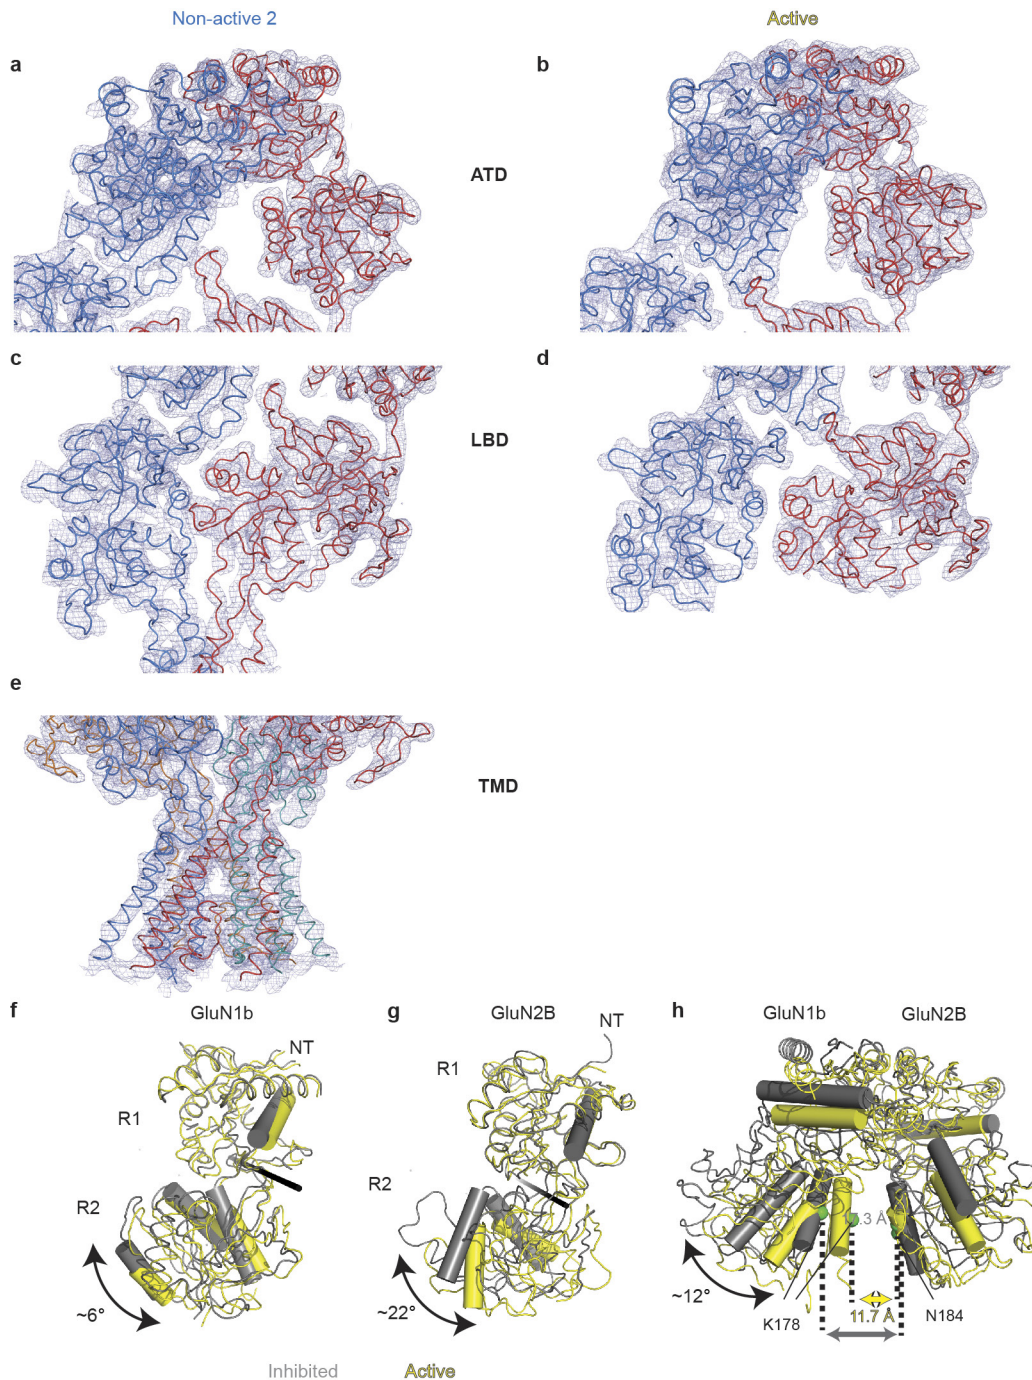 Non-active 2
Active
a
b
ATD
c
d
LBD
e
TMD
f
GluN1b
g
GluN2B
h
GluN1b
GluN2B
NT
NT
R1
R1
R2
R2
~6°
~22°
~12°
.3 Å
11.7 Å
K178
N184
Inhibited
Active